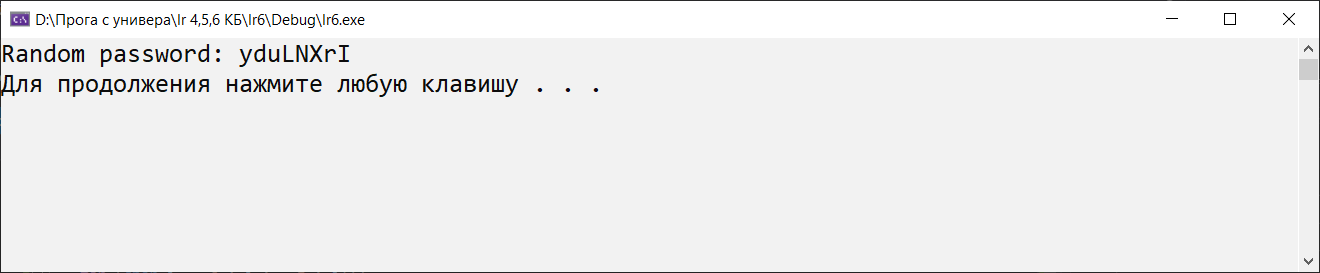 D:\Прога с универа\lr 4,5,6 КБ\lr6\Debug\lr6.exe
Random password: yduLNXrI
Для продолжения нажмите любую клавишу . . .